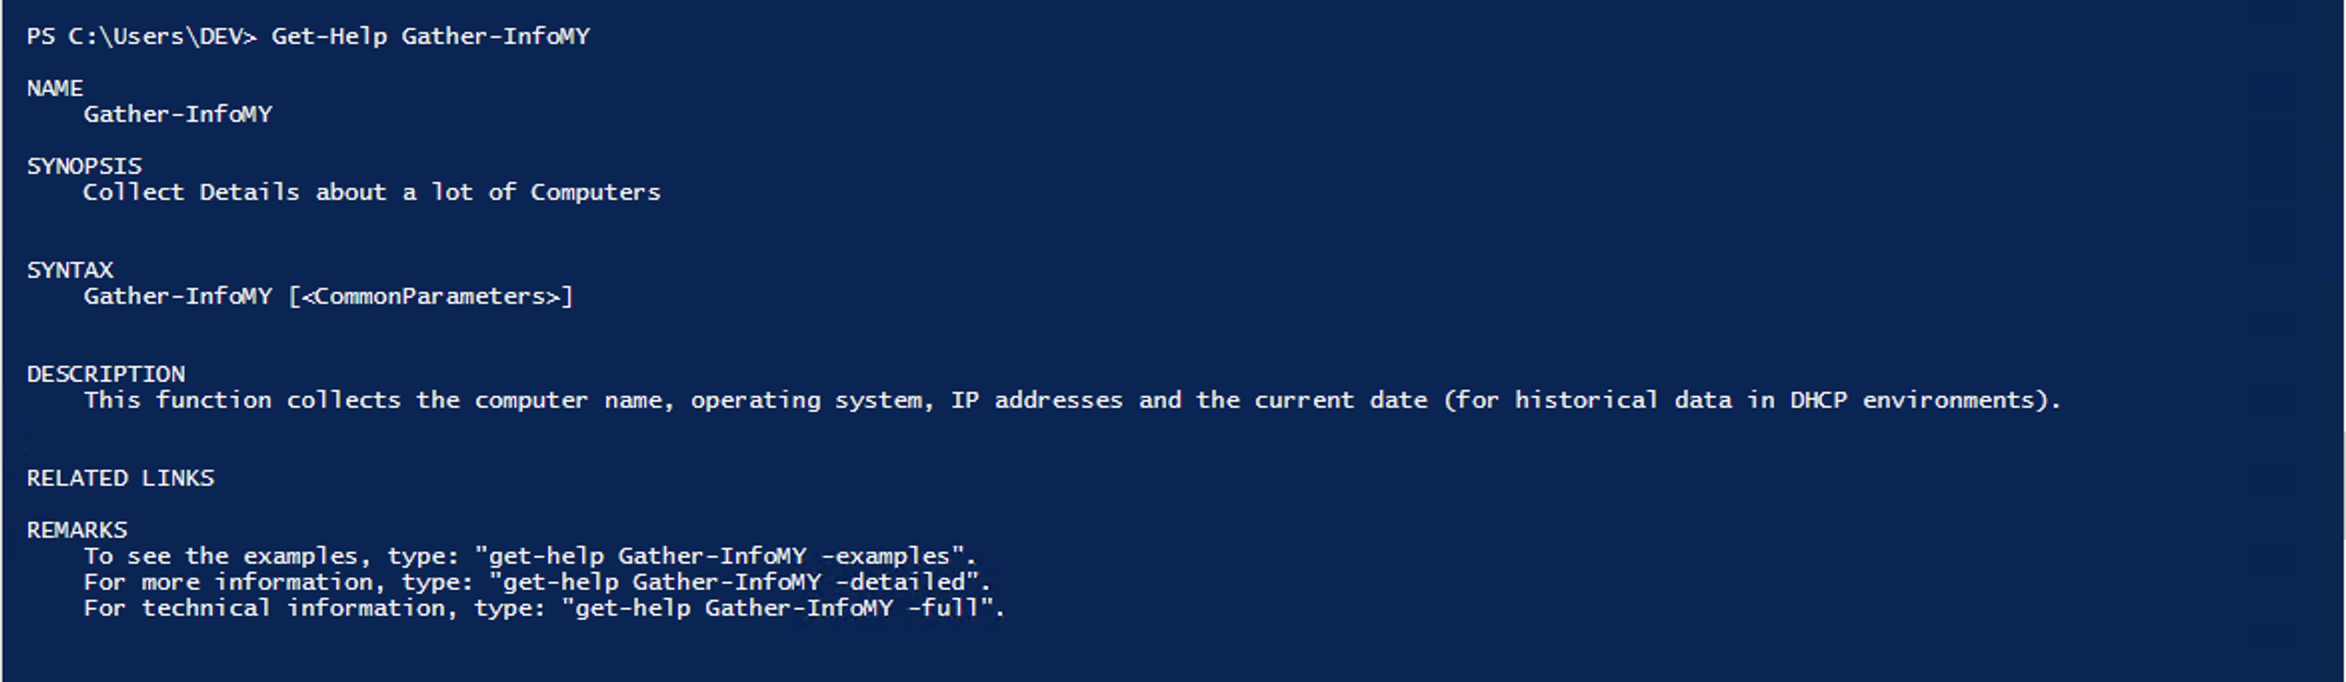 PS C:\Users\DEV> Get-Help Gather-InfoMY
NAME
Gather-InfoMY
SYNOPSIS
Collect Details about a lot of Computers
SYNTAX
Gather-InfoMY [<CommonParameters>]
DESCRIPTION
This function collects the computer name, operating system, IP addresses and the current date (for historical data in DHCP environments).
RELATED LINKS
REMARKS
To see the examples, type: "get-help Gather-InfoMY -examples".
For more information, type: "get-help Gather-InfoMY -detailed".
For technical information, type: "get-help Gather-InfoMY -full".